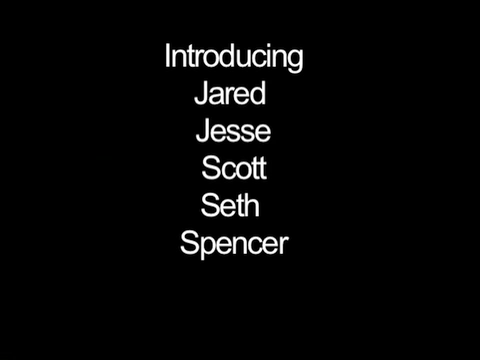 Introducing
Jared
Jesse
Scott
Seth
Spencer